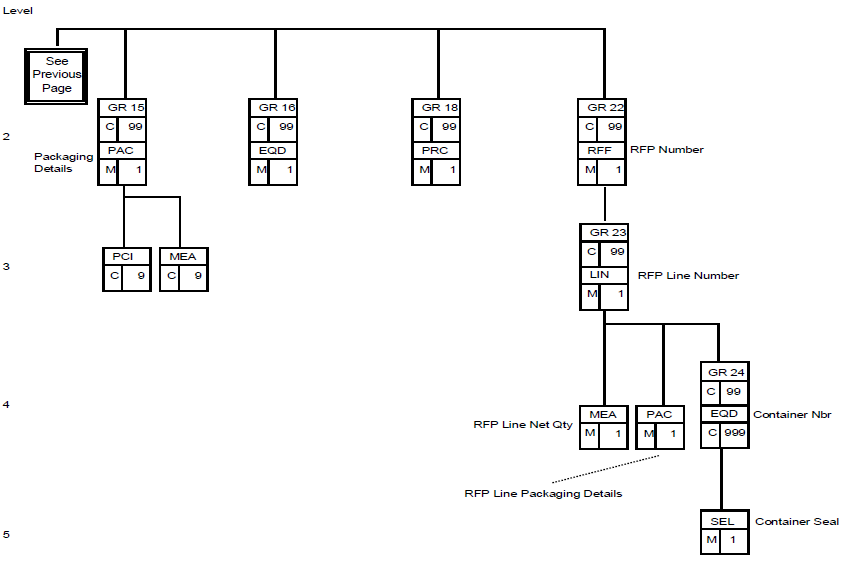 Level
See
Previous
Page
GR 15
C 99
PAC
M 1
GR 16
C 99
EQD
M 1
GR 18
C 99
PRC
M 1
GR 22
C 99
RFF
M 1
2
Packaging
Details
RFP Number
PCI
C 9
MEA
C 9
GR 23
C 99
LIN
M 1
3
RFP Line Number
GR 24
C 99
EQD
C 999
4
MEA
M 1
PAC
M 1
Container Nbr
RFP Line Net Qty
RFP Line Packaging Details
SEL
M 1
Container Seal
5